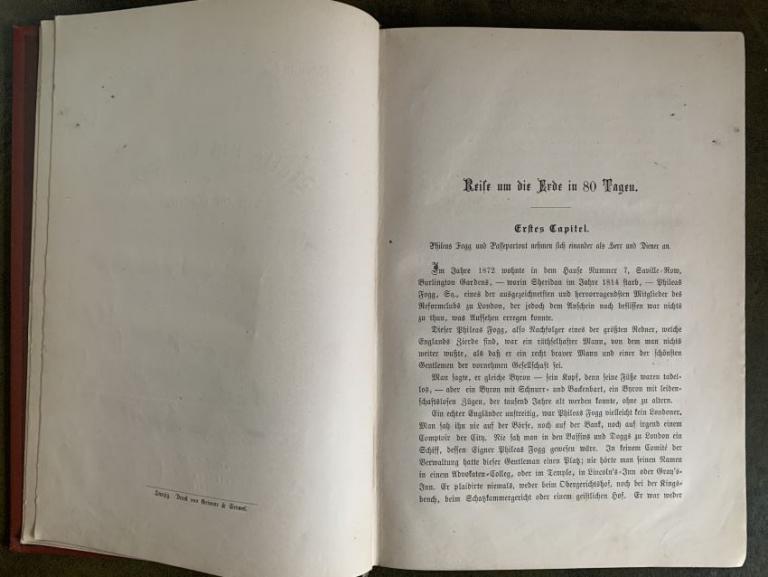 Druck von Grimme & Trömel.
Reise um die Erde in 80 Tagen.
Erstes Capitel.
Phileas Fogg und Passepartout nehmen sich einander als Herr und Diener an.
Im Jahre 1872 wohnte in dem Hause Nummer 7, Saville-Row,
Burlington Gardens, — worin Sheridan im Jahre 1814 starb, — Phileas
Fogg, Sq., eines der ausgezeichnetsten und hervorragendsten Mitglieder des
Reformclubs zu London, der jedoch dem Anschein nach beflissen war nichts
zu thun, was Aufsehen erregen konnte.
Dieser Phileas Fogg, also Nachfolger eines der größten Redner, welche
Englands Zierde sind, war ein räthselhafter Mann, von dem man nichts
weiter wußte, als daß er ein recht braver Mann und einer der schönsten
Gentlemen der vornehmen Gesellschaft sei.
Man sagte, er gleiche Byron — sein Kopf, denn seine Füße waren tadel-
los, — aber ein Byron mit Schnurr- und Backenbart, ein Byron mit leiden-
schaftslosen Zügen, der tausend Jahre alt werden konnte, ohne zu altern.
Ein echter Engländer unstreitig, war Phileas Fogg vielleicht kein Londoner.
Man sah ihn nie auf der Börse, noch auf der Bank, noch auf irgend einem
Comptoir der City. Nie sah man in den Bassins und Doggs zu London ein
Schiff, dessen Eigner Phileas Fogg gewesen wäre. In keinem Comité der
Verwaltung hatte dieser Gentleman einen Platz; nie hörte man seinen Namen
in einem Advokaten-Colleg, oder im Temple, in Lincoln's-Inn oder Gray's-
Inn. Er plaidirte niemals, weder beim Obergerichtshof, noch bei der Kings-
bench, beim Schatzkammergericht oder einem geistlichen Hof. Er war weder